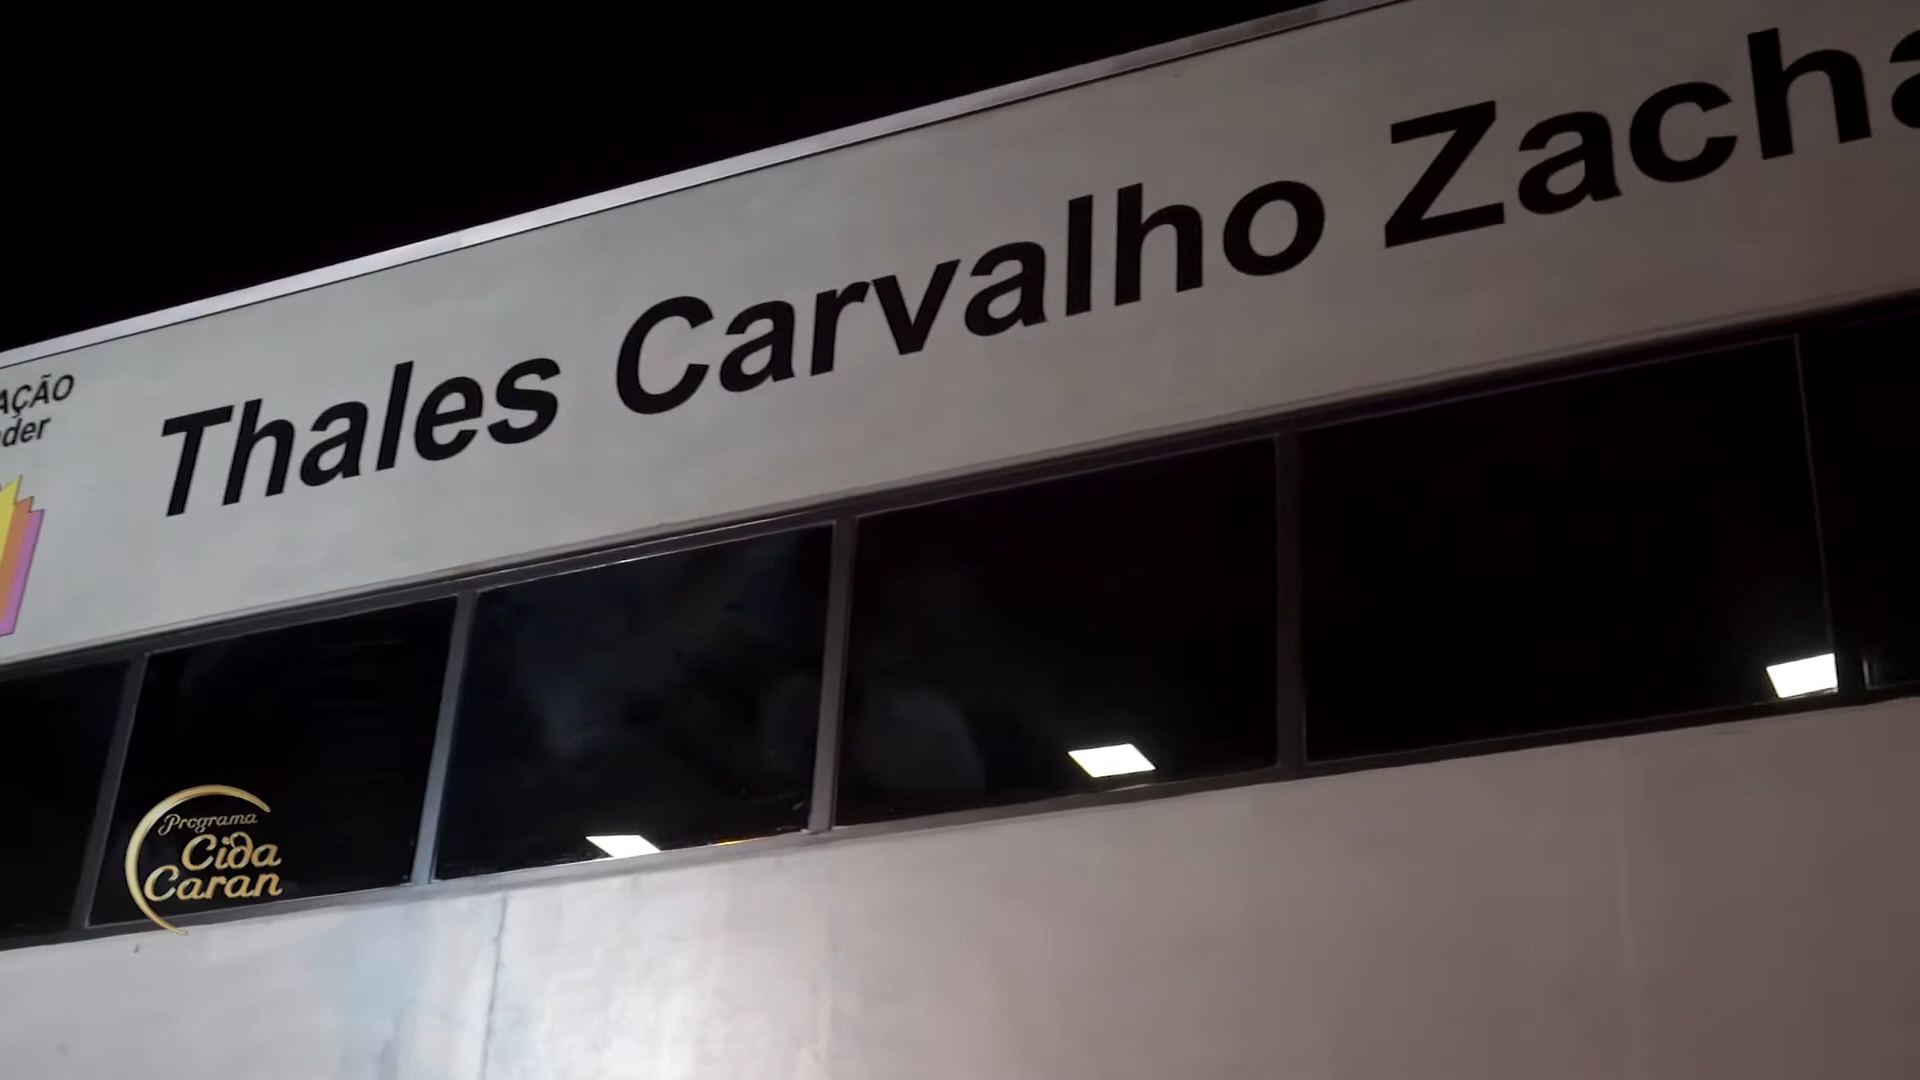 AÇÃO
der
Thales Carvalho Zacha
Programa
Cida
Caran